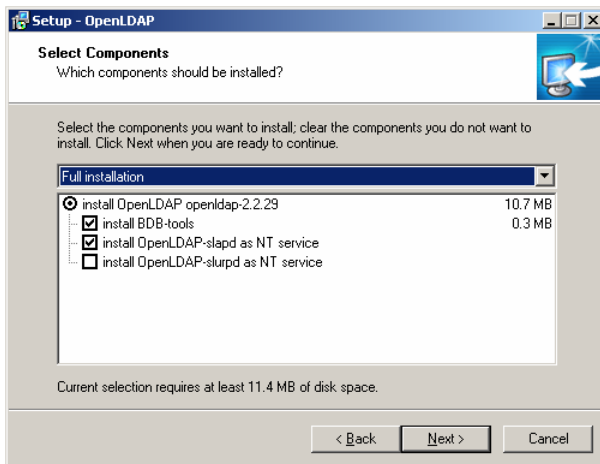 Setup - OpenLDAP
Select Components
Which components should be installed?
Select the components you want to install; clear the components you do not want to
install. Click Next when you are ready to continue.
Full installation
install OpenLDAP openldap-2.2.29 10.7 MB
install BDB-tools 0.3 MB
install OpenLDAP-slapd as NT service
install OpenLDAP-slurpd as NT service
Current selection requires at least 11.4 MB of disk space.
< Back Next > Cancel